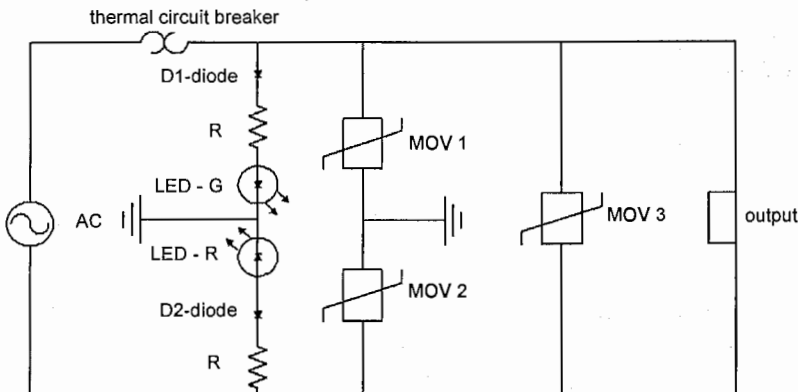 thermal circuit breaker
D1-diode
R
MOV 1
LED - G
AC
MOV 3
output
LED - R
MOV 2
D2-diode
R